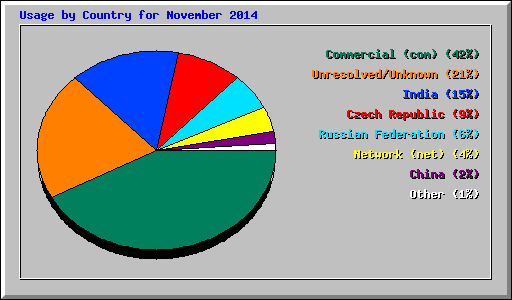 Usage by Country for November 2014
Commercial (com) (42%)
Unresolved/Unknown (21%)
India (15%)
Czech Republic (9%)
Russian Federation (6%)
Network (net) (4%)
China (2%)
Other (1%)